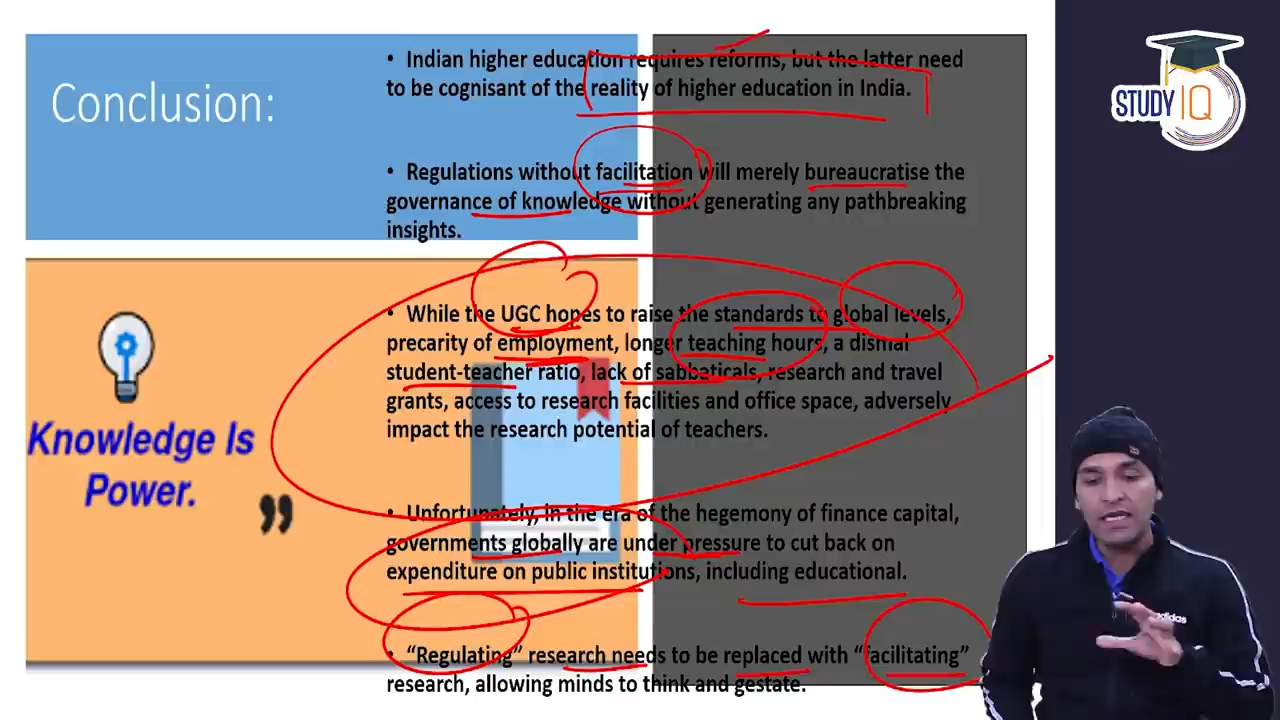 Conclusion:
• Indian higher education requires reforms, but the latter need
to be cognisant of the reality of higher education in India.
• Regulations without facilitation will merely bureaucratise the
governance of knowledge without generating any pathbreaking
insights.
• While the UGC hopes to raise the standards to global levels,
precarity of employment, longer teaching hours, a dismal
student-teacher ratio, lack of sabbaticals, research and travel
grants, access to research facilities and office space, adversely
impact the research potential of teachers.
• Unfortunately, in the era of the hegemony of finance capital,
governments globally are under pressure to cut back on
expenditure on public institutions, including educational.
• “Regulating” research needs to be replaced with “facilitating”
research, allowing minds to think and gestate.
Knowledge Is
Power.
”
STUDY IQ
adidas